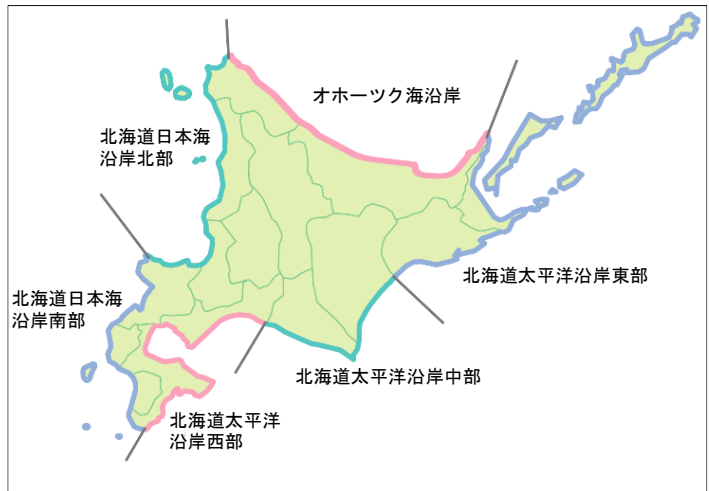 オホーツク海沿岸
北海道日本海
沿岸北部
北海道太平洋沿岸東部
北海道日本海
沿岸南部
北海道太平洋沿岸中部
北海道太平洋
沿岸西部